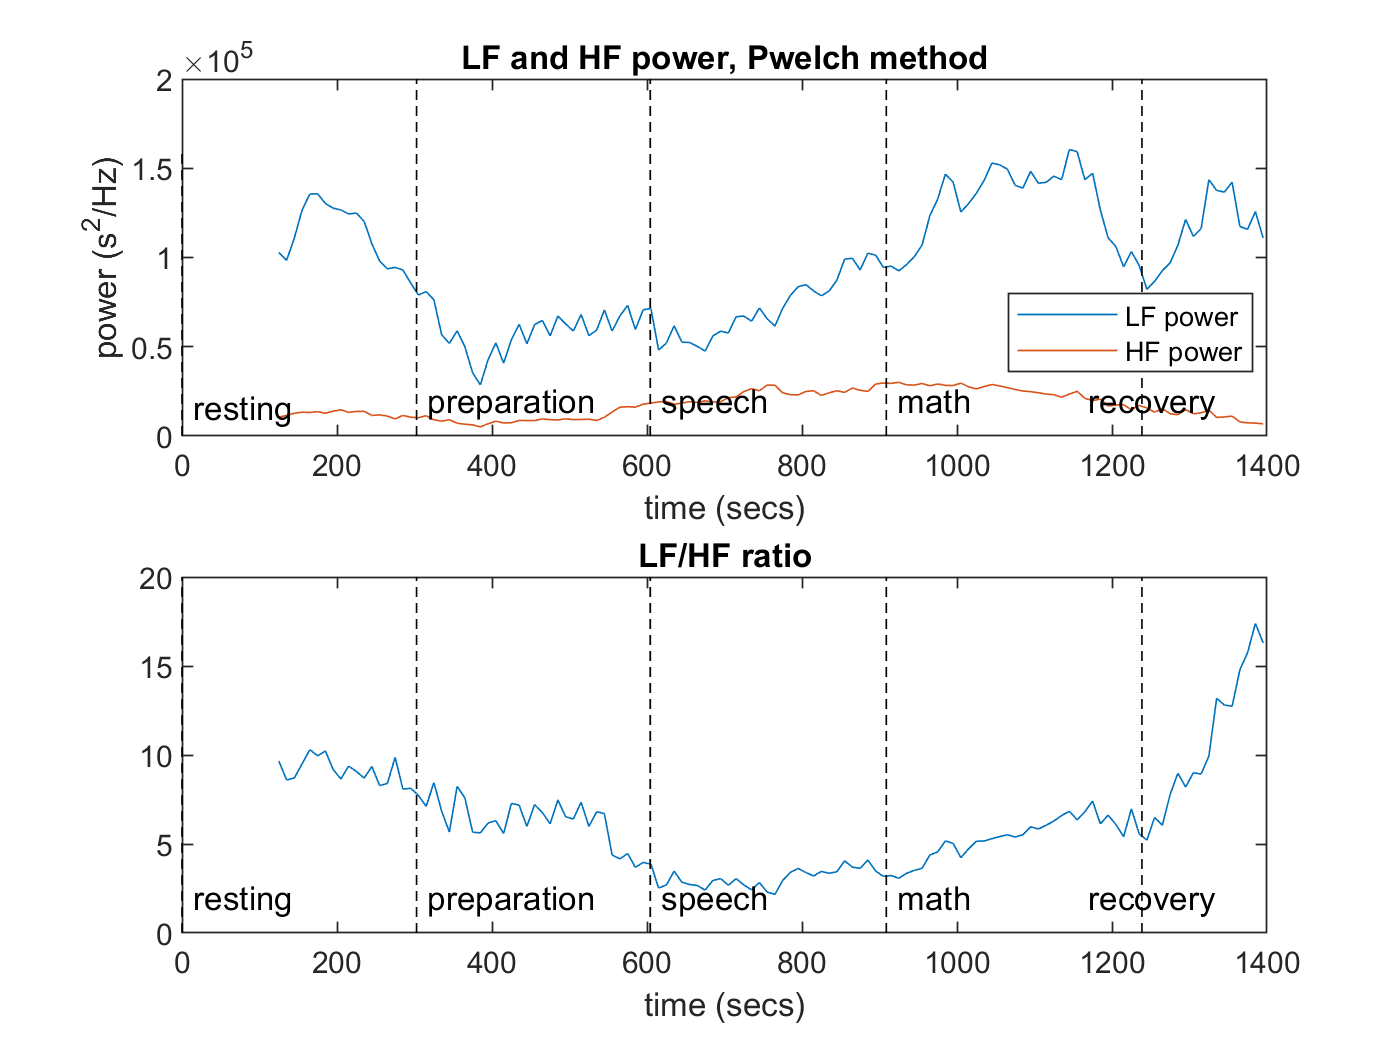 LF and HF power, Pwelch method
×10⁵
power (s²/Hz)
2
1.5
1
0.5
0
LF power
HF power
resting preparation speech math recovery
0 200 400 600 800 1000 1200 1400
time (secs)
LF/HF ratio
20
15
10
5
0
resting preparation speech math recovery
0 200 400 600 800 1000 1200 1400
time (secs)